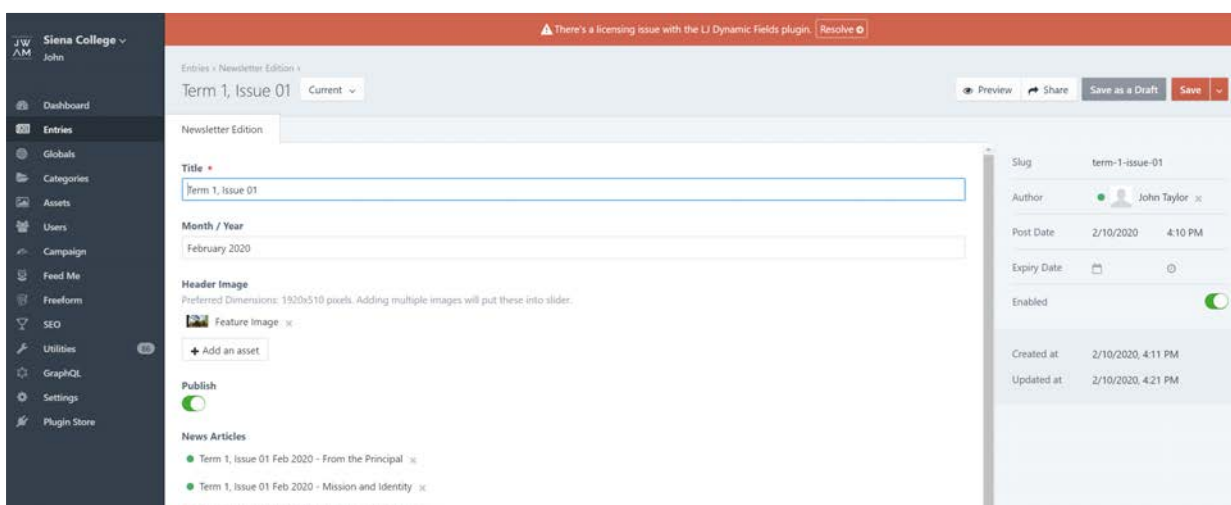 There's a licensing issue with the LJ Dynamic Fields plugin. Resolve
JW
AM
Siena College
John
Dashboard
Entries
Globals
Categories
Assets
Users
Campaign
Feed Me
Freeform
SEO
Utilities
GraphQL
Settings
Plugin Store
Entries › Newsletter Edition ›
Term 1, Issue 01 Current
Preview Share Save as a Draft Save
Newsletter Edition
Title *
Term 1, Issue 01
Month / Year
February 2020
Header Image
Preferred Dimensions: 1920x510 pixels. Adding multiple images will put these into slider.
Feature Image ×
+ Add an asset
Publish
News Articles
Term 1, Issue 01 Feb 2020 - From the Principal ×
Term 1, Issue 01 Feb 2020 - Mission and Identity ×
Slug term-1-issue-01
Author John Taylor ×
Post Date 2/10/2020 4:10 PM
Expiry Date
Enabled
Created at 2/10/2020, 4:11 PM
Updated at 2/10/2020, 4:21 PM